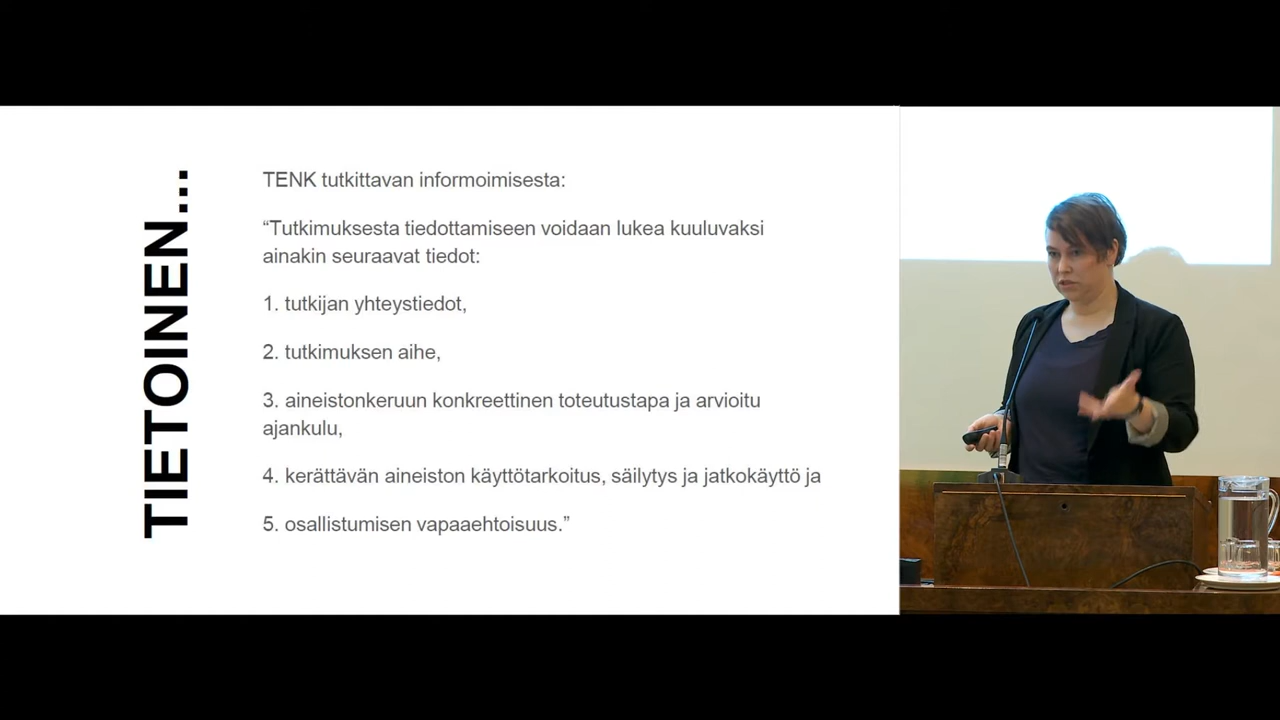 TIETOINEN...
TENK tutkittavan informoimisesta:
“Tutkimuksesta tiedottamiseen voidaan lukea kuuluvaksi
ainakin seuraavat tiedot:
1. tutkijan yhteystiedot,
2. tutkimuksen aihe,
3. aineistonkeruun konkreettinen toteutustapa ja arvioitu
ajankulu,
4. kerättävän aineiston käyttötarkoitus, säilytys ja jatkokäyttö ja
5. osallistumisen vapaaehtoisuus.”